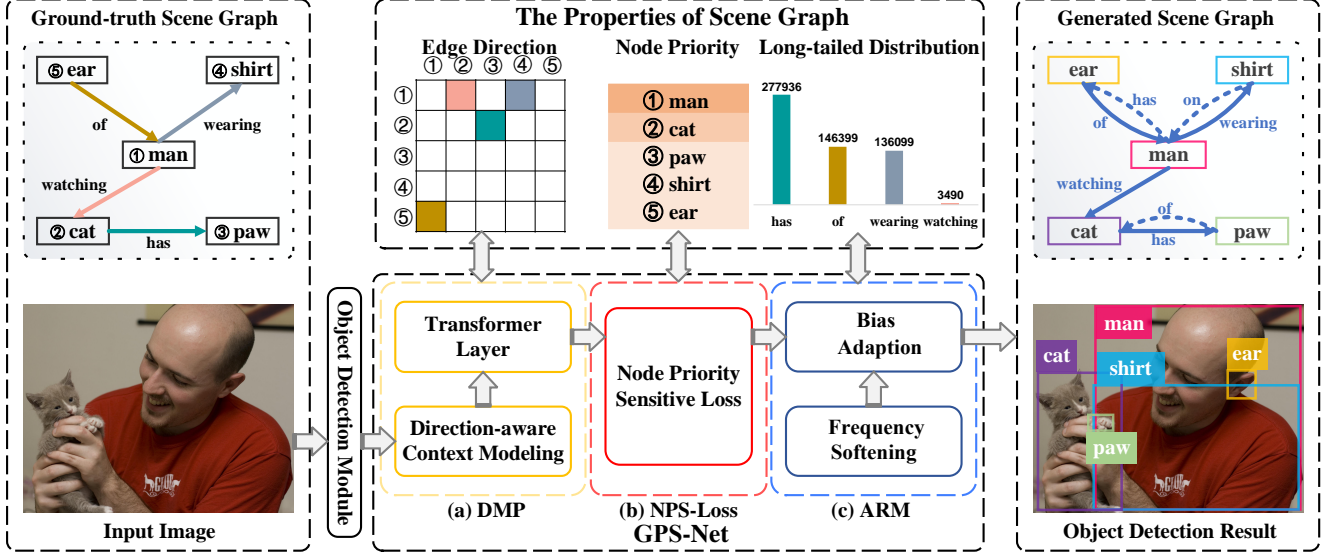 Ground-truth Scene Graph
⑤ ear
④ shirt
of
wearing
① man
watching
② cat
has
③ paw
Input Image
Object Detection Module
The Properties of Scene Graph
Edge Direction
① ② ③ ④ ⑤
①
②
③
④
⑤
Node Priority
① man
② cat
③ paw
④ shirt
⑤ ear
Long-tailed Distribution
277936
146399
136099
3490
has of wearing watching
Transformer
Layer
Direction-aware
Context Modeling
(a) DMP
Node Priority
Sensitive Loss
(b) NPS-Loss
Bias
Adaption
Frequency
Softening
(c) ARM
GPS-Net
Generated Scene Graph
ear
shirt
has
on
of
wearing
man
watching
of
cat
has
paw
man
cat
shirt
ear
paw
Object Detection Result